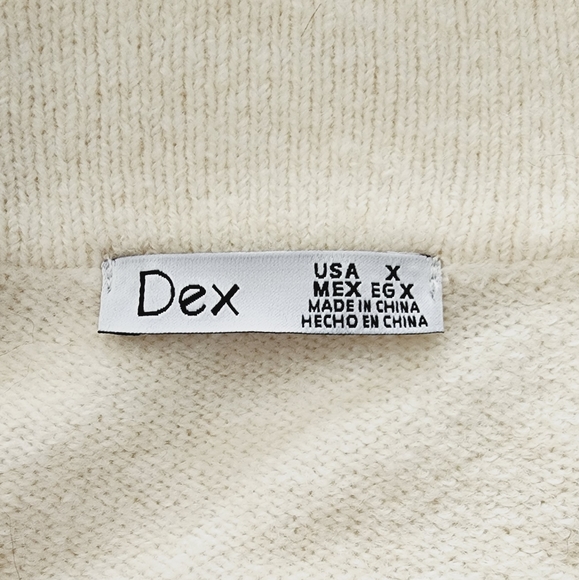 Dex
USA X
MEX EG X
MADE IN CHINA
HECHO EN CHINA